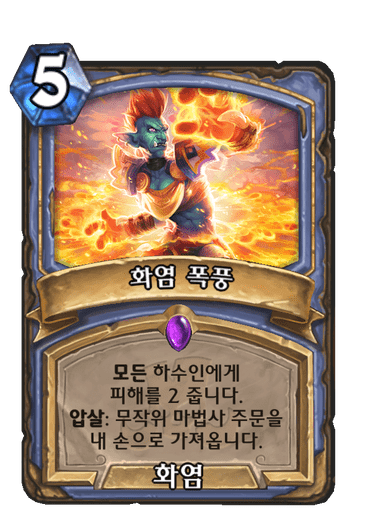 5
화염 폭풍
모든 하수인에게
피해를 2 줍니다.
압살: 무작위 마법사 주문을
내 손으로 가져옵니다.
화염